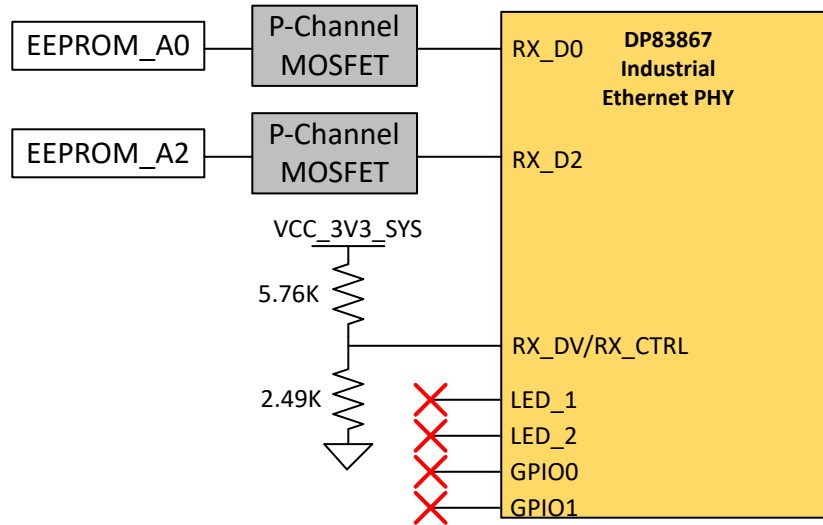 EEPROM_A0
P-Channel
MOSFET
RX_D0
DP83867
Industrial
Ethernet PHY
EEPROM_A2
P-Channel
MOSFET
RX_D2
VCC_3V3_SYS
5.76K
RX_DV/RX_CTRL
2.49K
LED_1
LED_2
GPIO0
GPIO1